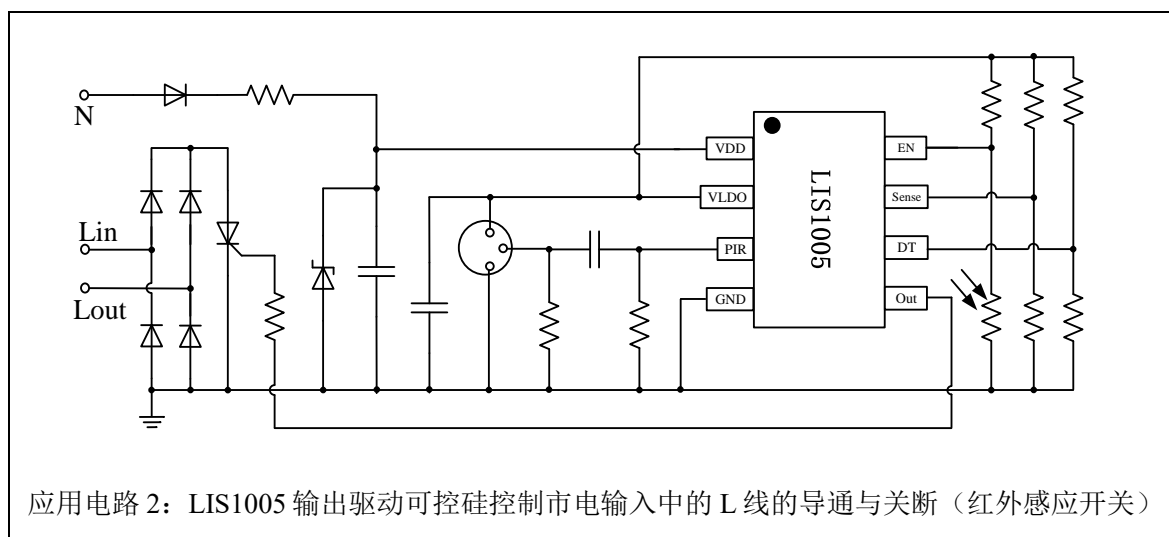 N
Lin
Lout
VDD
VLDO
PIR
GND
LIS1005
EN
Sense
DT
Out
应用电路 2：LIS1005 输出驱动可控硅控制市电输入中的 L 线的导通与关断（红外感应开关）